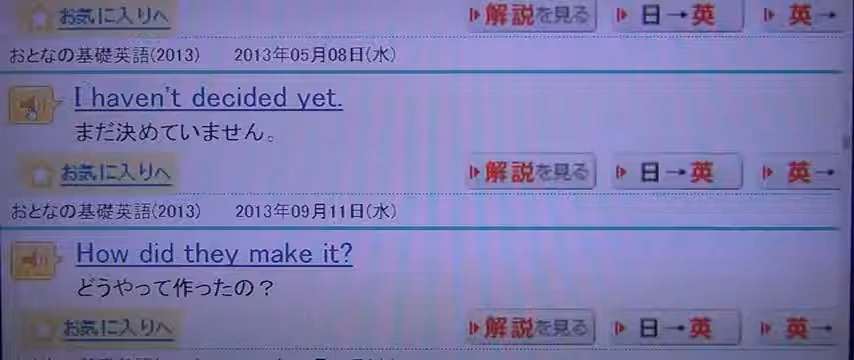 お気に入りへ 解説を見る 日→英 英→
おとなの基礎英語(2013) 2013年05月08日(水)
I haven't decided yet.
まだ決めていません。
お気に入りへ 解説を見る 日→英 英→
おとなの基礎英語(2013) 2013年09月11日(水)
How did they make it?
どうやって作ったの？
お気に入りへ 解説を見る 日→英 英→